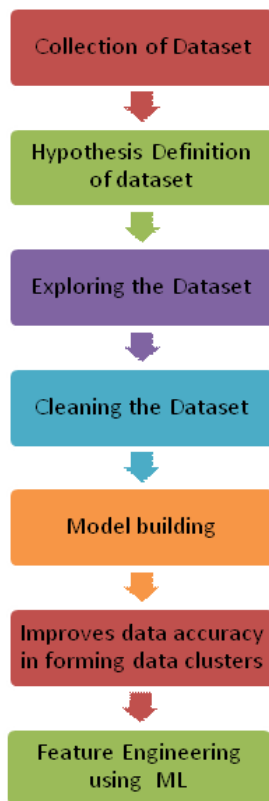 Collection of Dataset
Hypothesis Definition
of dataset
Exploring the Dataset
Cleaning the Dataset
Model building
Improves data accuracy
in forming data clusters
Feature Engineering
using ML